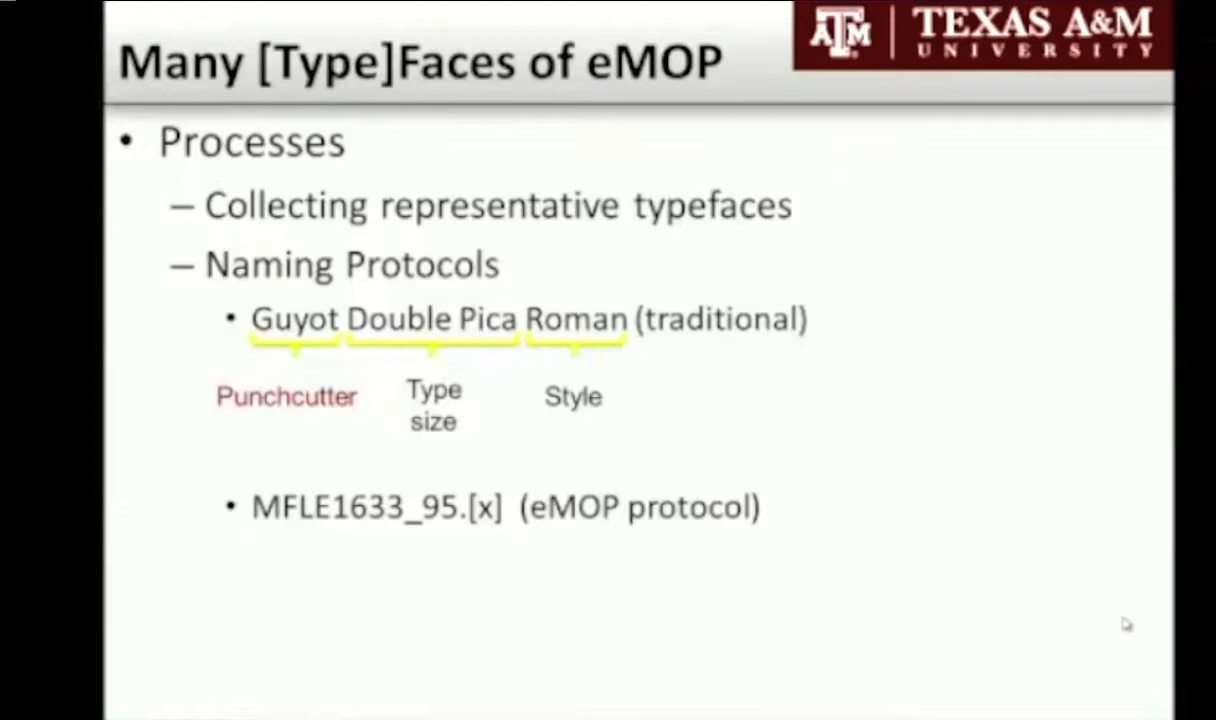 Many [Type]Faces of eMOP
ATM
TEXAS A&M
UNIVERSITY
• Processes
– Collecting representative typefaces
– Naming Protocols
• Guyot Double Pica Roman (traditional)
Punchcutter
Type
size
Style
• MFLE1633_95.[x] (eMOP protocol)